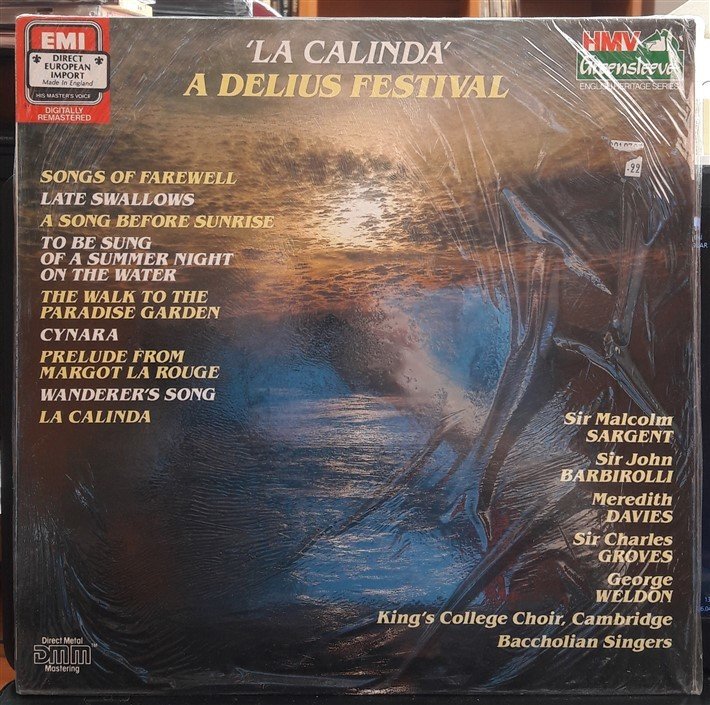 EMI
DIRECT
EUROPEAN
IMPORT
Made in England
HIS MASTER'S VOICE
DIGITALLY
REMASTERED
'LA CALINDA'
A DELIUS FESTIVAL
HMV
Greensleeve
ENGLISH HERITAGE SERIES
.99
SONGS OF FAREWELL
LATE SWALLOWS
A SONG BEFORE SUNRISE
TO BE SUNG
OF A SUMMER NIGHT
ON THE WATER
THE WALK TO THE
PARADISE GARDEN
CYNARA
PRELUDE FROM
MARGOT LA ROUGE
WANDERER'S SONG
LA CALINDA
Sir Malcolm
SARGENT
Sir John
BARBIROLLI
Meredith
DAVIES
Sir Charles
GROVES
George
WELDON
King's College Choir, Cambridge
Baccholian Singers
Direct Metal
DMM™
Mastering